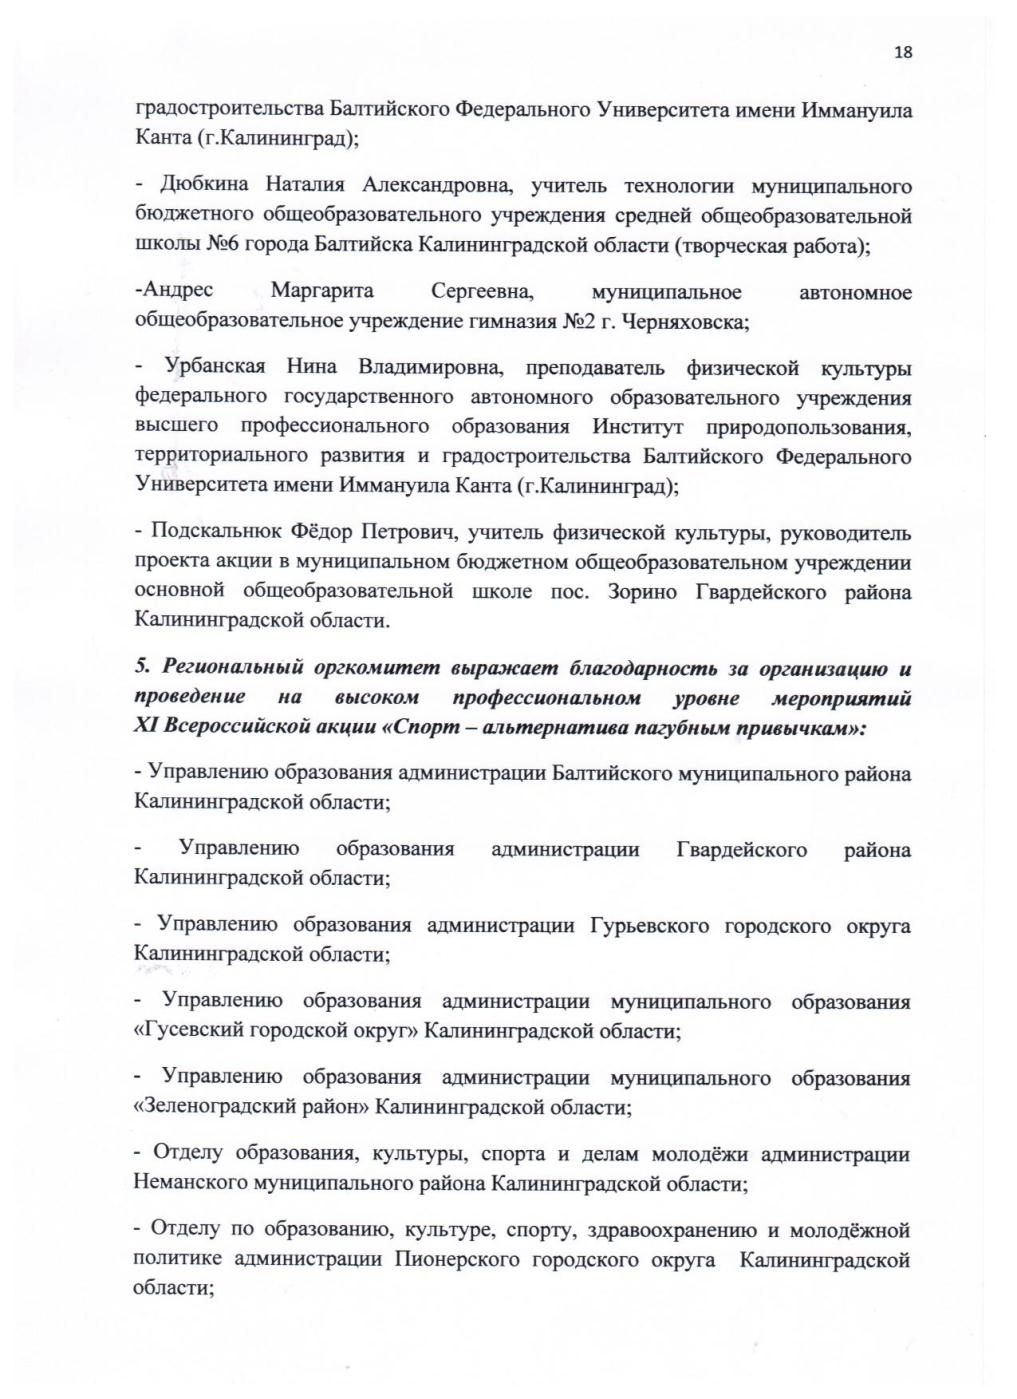 18
градостроительства Балтийского Федерального Университета имени Иммануила
Канта (г.Калининград);
- Дюбкина Наталия Александровна, учитель технологии муниципального
бюджетного общеобразовательного учреждения средней общеобразовательной
школы №6 города Балтийска Калининградской области (творческая работа);
-Андрес Маргарита Сергеевна, муниципальное автономное
общеобразовательное учреждение гимназия №2 г. Черняховска;
- Урбанская Нина Владимировна, преподаватель физической культуры
федерального государственного автономного образовательного учреждения
высшего профессионального образования Институт природопользования,
территориального развития и градостроительства Балтийского Федерального
Университета имени Иммануила Канта (г.Калининград);
- Подскальнюк Фёдор Петрович, учитель физической культуры, руководитель
проекта акции в муниципальном бюджетном общеобразовательном учреждении
основной общеобразовательной школе пос. Зорино Гвардейского района
Калининградской области.
5. Региональный оргкомитет выражает благодарность за организацию и
проведение на высоком профессиональном уровне мероприятий
XI Всероссийской акции «Спорт – альтернатива пагубным привычкам»:
- Управлению образования администрации Балтийского муниципального района
Калининградской области;
- Управлению образования администрации Гвардейского района
Калининградской области;
- Управлению образования администрации Гурьевского городского округа
Калининградской области;
- Управлению образования администрации муниципального образования
«Гусевский городской округ» Калининградской области;
- Управлению образования администрации муниципального образования
«Зеленоградский район» Калининградской области;
- Отделу образования, культуры, спорта и делам молодёжи администрации
Неманского муниципального района Калининградской области;
- Отделу по образованию, культуре, спорту, здравоохранению и молодёжной
политике администрации Пионерского городского округа Калининградской
области;